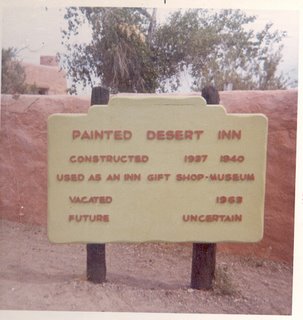 PAINTED DESERT INN
CONSTRUCTED 1937 1940
USED AS AN INN GIFT SHOP-MUSEUM
VACATED 1963
FUTURE UNCERTAIN